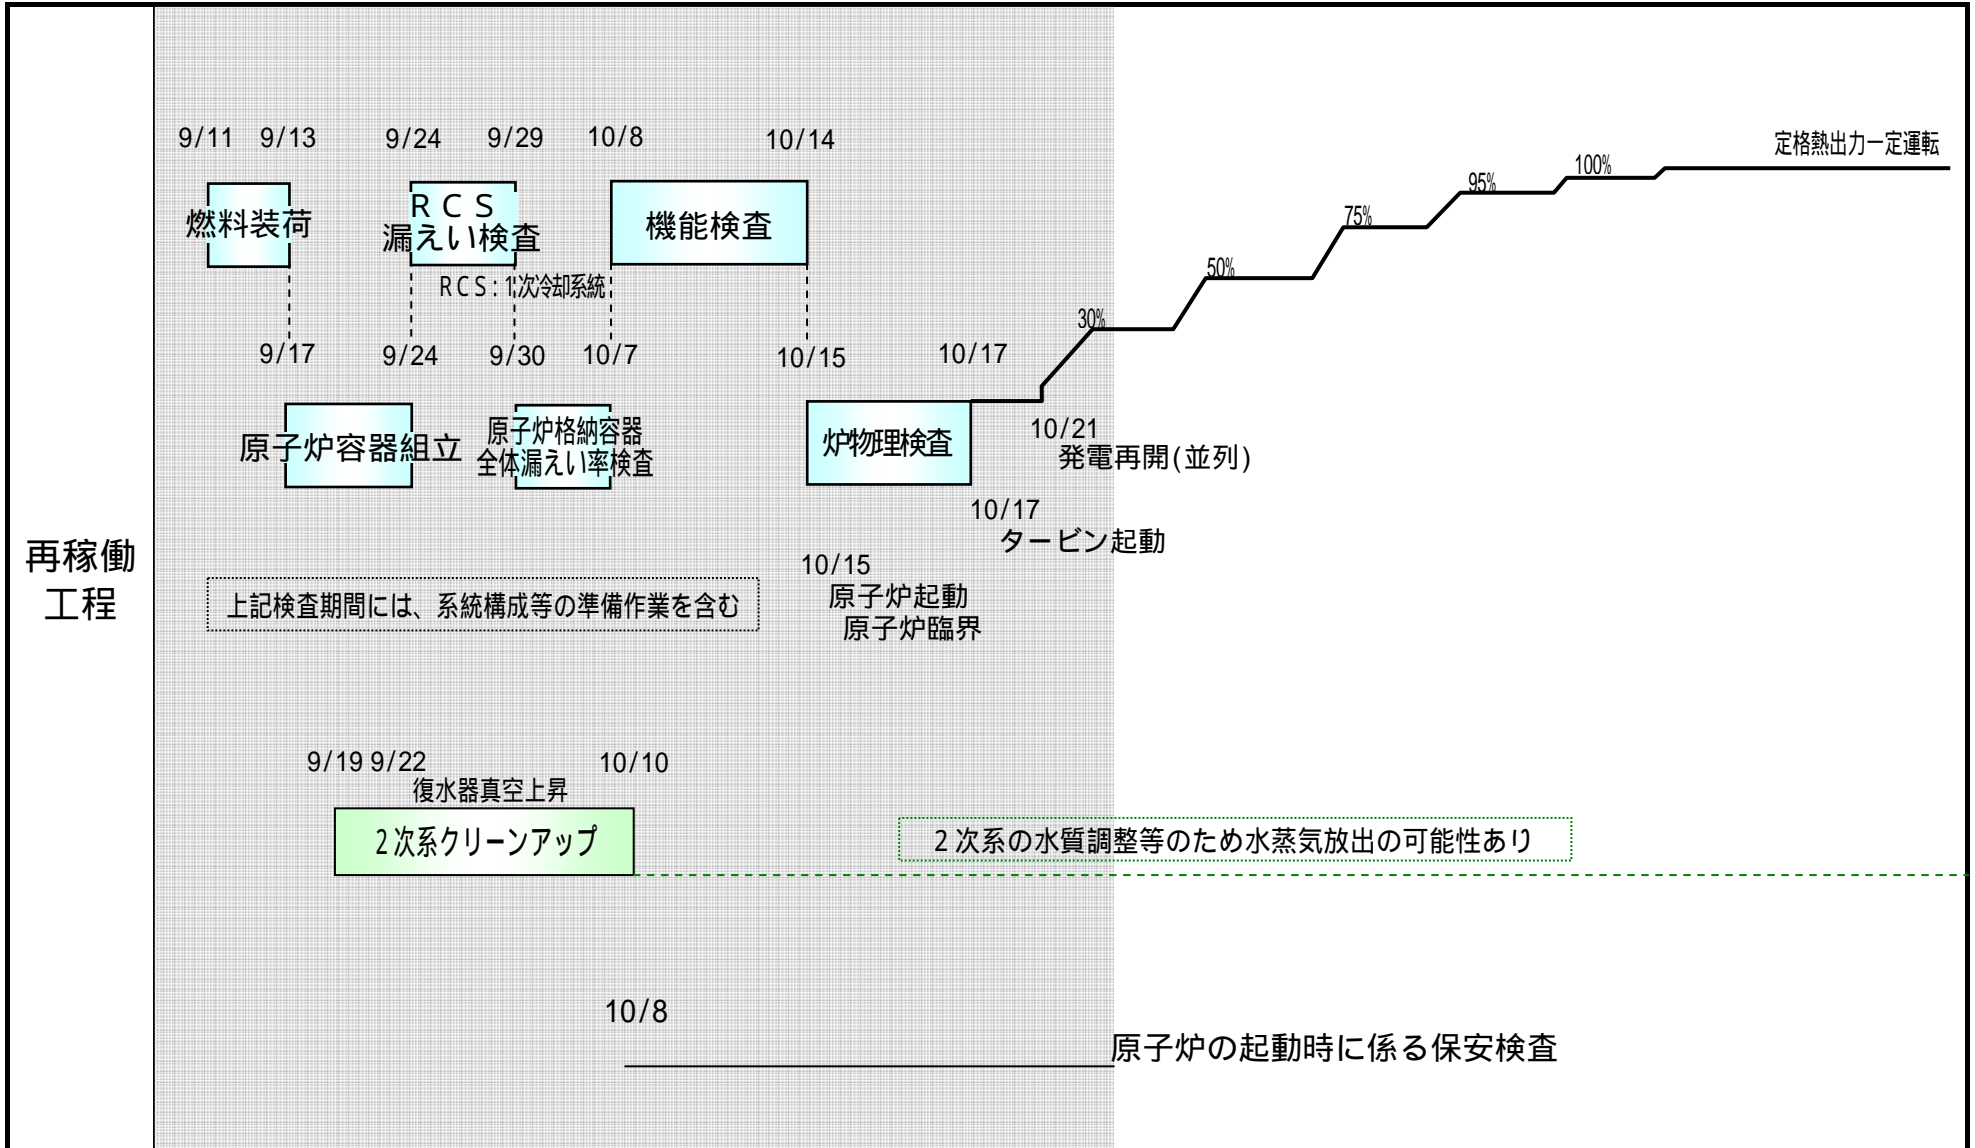 再稼働
工程
9/11 9/13 9/24 9/29 10/8 10/14
燃料装荷
RCS
漏えい検査
機能検査
RCS:1次冷却系統
9/17 9/24 9/30 10/7 10/15 10/17
原子炉容器組立
原子炉格納容器
全体漏えい率検査
炉物理検査
30%
50%
75%
95%
100%
定格熱出力一定運転
10/21
発電再開(並列)
10/17
タービン起動
10/15
原子炉起動
原子炉臨界
上記検査期間には、系統構成等の準備作業を含む
9/19 9/22 10/10
復水器真空上昇
2次系クリーンアップ
2次系の水質調整等のため水蒸気放出の可能性あり
10/8
原子炉の起動時に係る保安検査